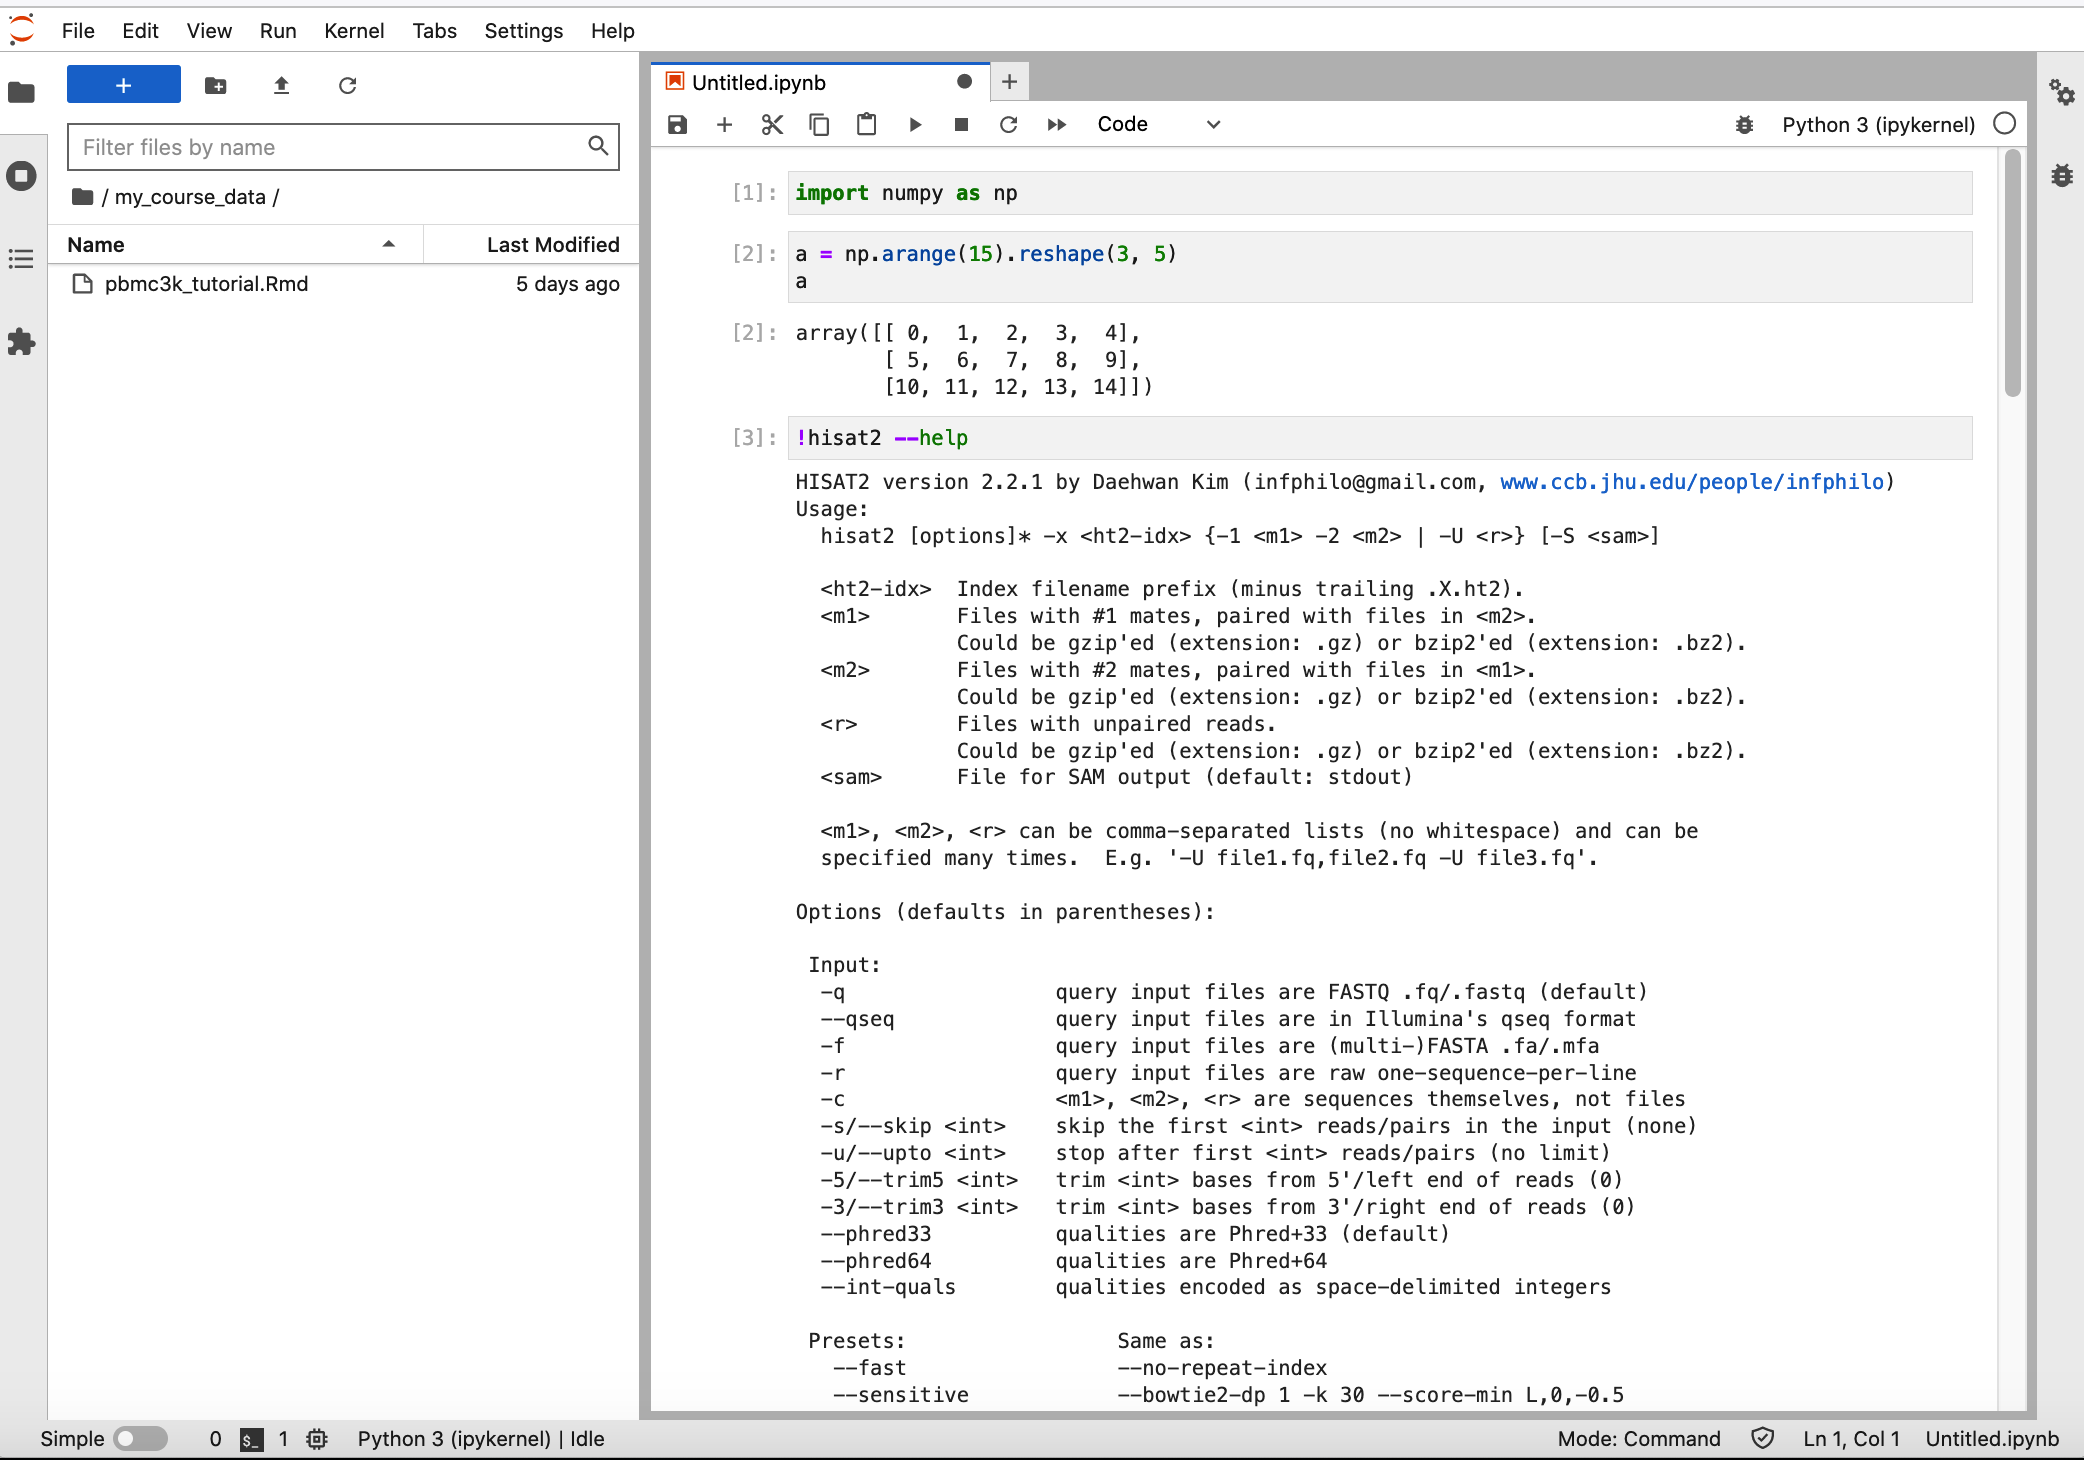 File Edit View Run Kernel Tabs Settings Help
+
Filter files by name
/ my_course_data /
Name Last Modified
pbmc3k_tutorial.Rmd 5 days ago
Untitled.ipynb
Code
Python 3 (ipykernel)
[1]: import numpy as np
[2]: a = np.arange(15).reshape(3, 5)
a
[2]: array([[ 0,  1,  2,  3,  4],
       [ 5,  6,  7,  8,  9],
       [10, 11, 12, 13, 14]])
[3]: !hisat2 --help
HISAT2 version 2.2.1 by Daehwan Kim (infphilo@gmail.com, www.ccb.jhu.edu/people/infphilo)
Usage:
  hisat2 [options]* -x <ht2-idx> {-1 <m1> -2 <m2> | -U <r>} [-S <sam>]
  <ht2-idx>  Index filename prefix (minus trailing .X.ht2).
  <m1>       Files with #1 mates, paired with files in <m2>.
             Could be gzip'ed (extension: .gz) or bzip2'ed (extension: .bz2).
  <m2>       Files with #2 mates, paired with files in <m1>.
             Could be gzip'ed (extension: .gz) or bzip2'ed (extension: .bz2).
  <r>        Files with unpaired reads.
             Could be gzip'ed (extension: .gz) or bzip2'ed (extension: .bz2).
  <sam>      File for SAM output (default: stdout)
  <m1>, <m2>, <r> can be comma-separated lists (no whitespace) and can be
  specified many times.  E.g. '-U file1.fq,file2.fq -U file3.fq'.
Options (defaults in parentheses):
 Input:
  -q                 query input files are FASTQ .fq/.fastq (default)
  --qseq             query input files are in Illumina's qseq format
  -f                 query input files are (multi-)FASTA .fa/.mfa
  -r                 query input files are raw one-sequence-per-line
  -c                 <m1>, <m2>, <r> are sequences themselves, not files
  -s/--skip <int>    skip the first <int> reads/pairs in the input (none)
  -u/--upto <int>    stop after first <int> reads/pairs (no limit)
  -5/--trim5 <int>   trim <int> bases from 5'/left end of reads (0)
  -3/--trim3 <int>   trim <int> bases from 3'/right end of reads (0)
  --phred33          qualities are Phred+33 (default)
  --phred64          qualities are Phred+64
  --int-quals        qualities encoded as space-delimited integers
 Presets:                 Same as:
   --fast                 --no-repeat-index
   --sensitive            --bowtie2-dp 1 -k 30 --score-min L,0,-0.5
Simple 0 $_ 1 Python 3 (ipykernel) | Idle Mode: Command Ln 1, Col 1 Untitled.ipynb